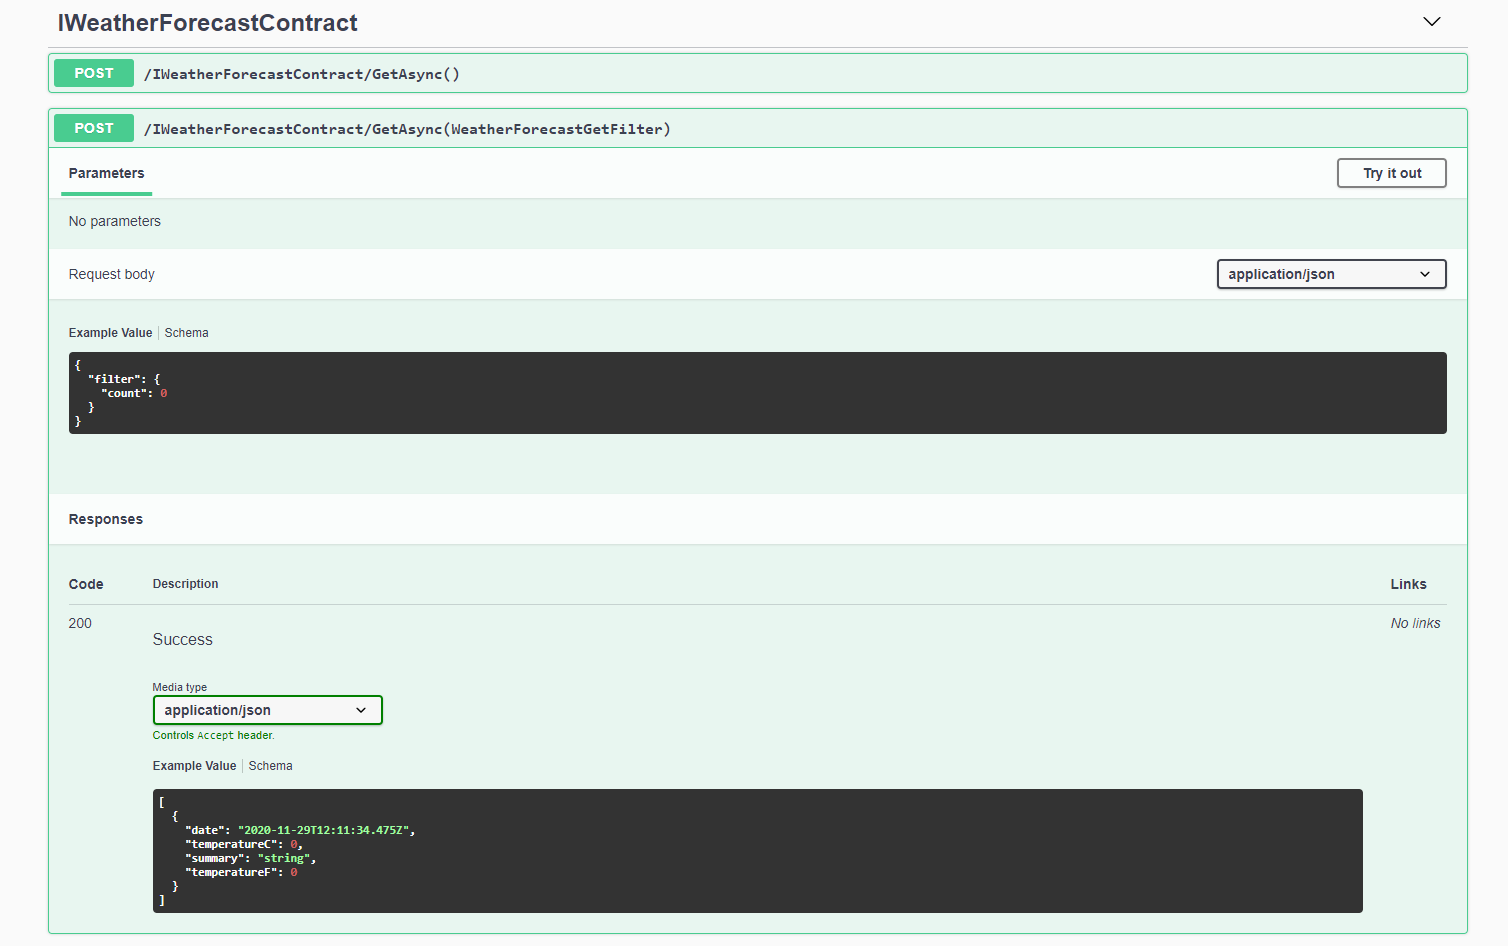 IWeatherForecastContract
POST /IWeatherForecastContract/GetAsync()
POST /IWeatherForecastContract/GetAsync(WeatherForecastGetFilter)
Parameters Try it out
No parameters
Request body application/json
Example Value Schema
{
"filter": {
"count": 0
}
}
Responses
Code Description Links
200 No links
Success
Media type
application/json
Controls Accept header.
Example Value Schema
[
{
"date": "2020-11-29T12:11:34.475Z",
"temperatureC": 0,
"summary": "string",
"temperatureF": 0
}
]